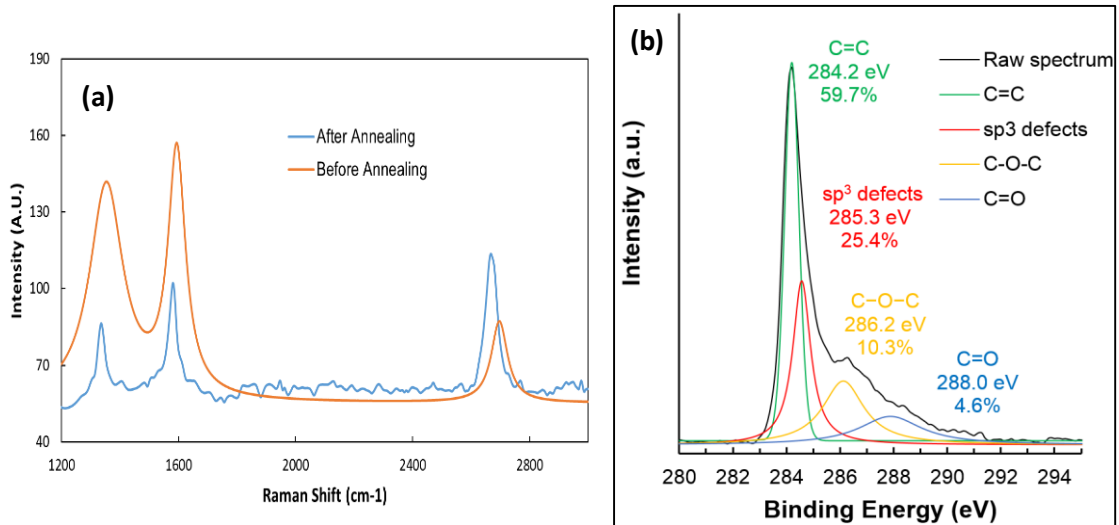 (a)
190
160
130
100
70
40
Intensity (A.U.)
After Annealing
Before Annealing
1200
1600
2000
2400
2800
Raman Shift (cm-1)
(b)
C=C
284.2 eV
59.7%
sp³ defects
285.3 eV
25.4%
C−O−C
286.2 eV
10.3%
C=O
288.0 eV
4.6%
Raw spectrum
C=C
sp3 defects
C-O-C
C=O
Intensity (a.u.)
280 282 284 286 288 290 292 294
Binding Energy (eV)